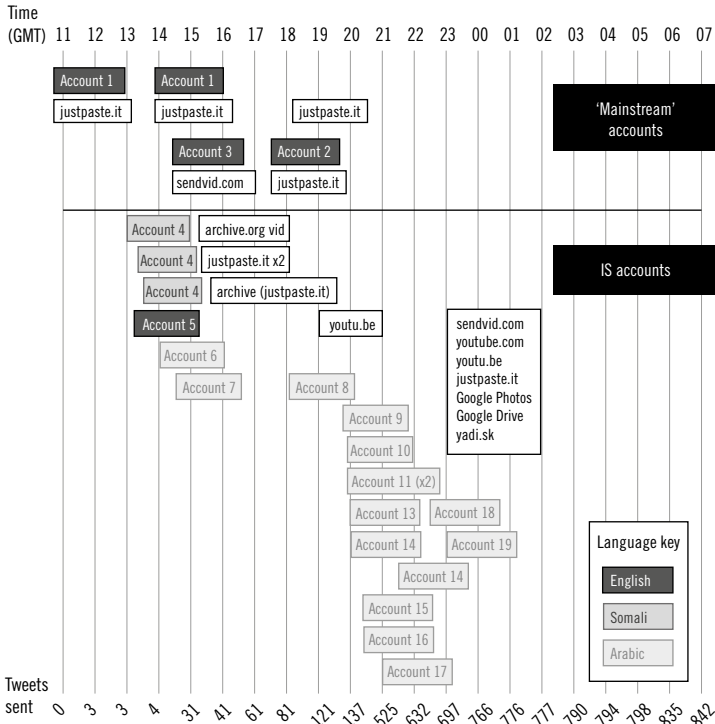 Time
(GMT) 11 12 13 14 15 16 17 18 19 20 21 22 23 00 01 02 03 04 05 06 07
Account 1 Account 1
justpaste.it justpaste.it justpaste.it
'Mainstream'
accounts
Account 3 Account 2
sendvid.com justpaste.it
Account 4 archive.org vid
Account 4 justpaste.it x2
IS accounts
Account 4 archive (justpaste.it)
Account 5 youtu.be
sendvid.com
youtube.com
youtu.be
justpaste.it
Google Photos
Google Drive
yadi.sk
Account 6
Account 7 Account 8
Account 9
Account 10
Account 11 (x2)
Account 13 Account 18
Account 14 Account 19
Account 14
Account 15
Account 16
Account 17
Language key
English
Somali
Arabic
Tweets
sent 0 3 3 4 31 41 61 81 121 137 525 632 697 766 776 777 790 794 798 835 842